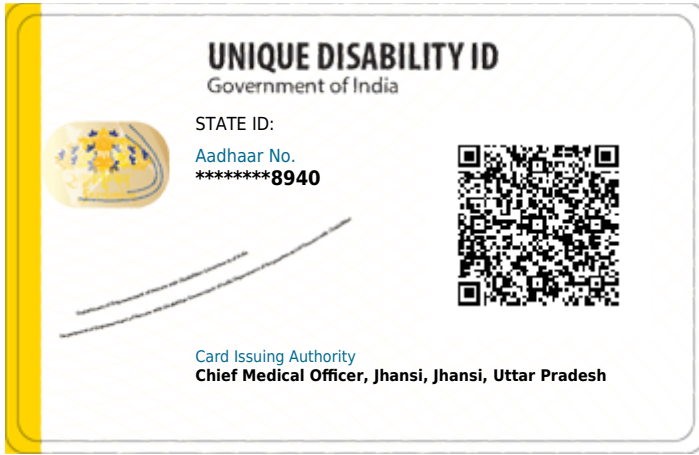 UNIQUE DISABILITY ID
Government of India
STATE ID:
Aadhaar No.
********8940
Card Issuing Authority
Chief Medical Officer, Jhansi, Jhansi, Uttar Pradesh